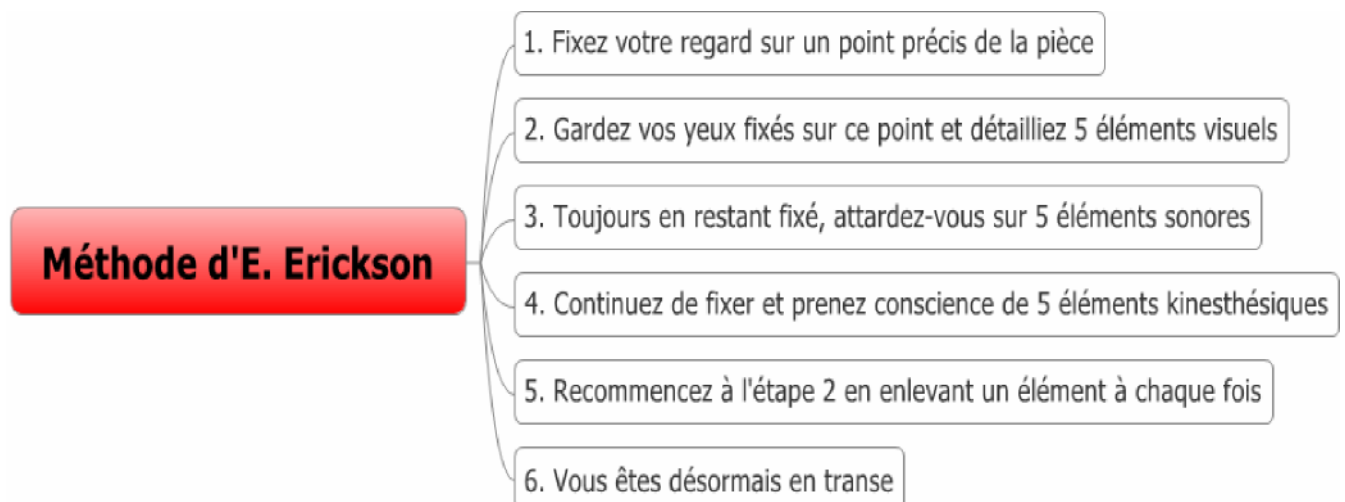 Méthode d'E. Erickson
1. Fixez votre regard sur un point précis de la pièce
2. Gardez vos yeux fixés sur ce point et détailliez 5 éléments visuels
3. Toujours en restant fixé, attardez-vous sur 5 éléments sonores
4. Continuez de fixer et prenez conscience de 5 éléments kinesthésiques
5. Recommencez à l'étape 2 en enlevant un élément à chaque fois
6. Vous êtes désormais en transe